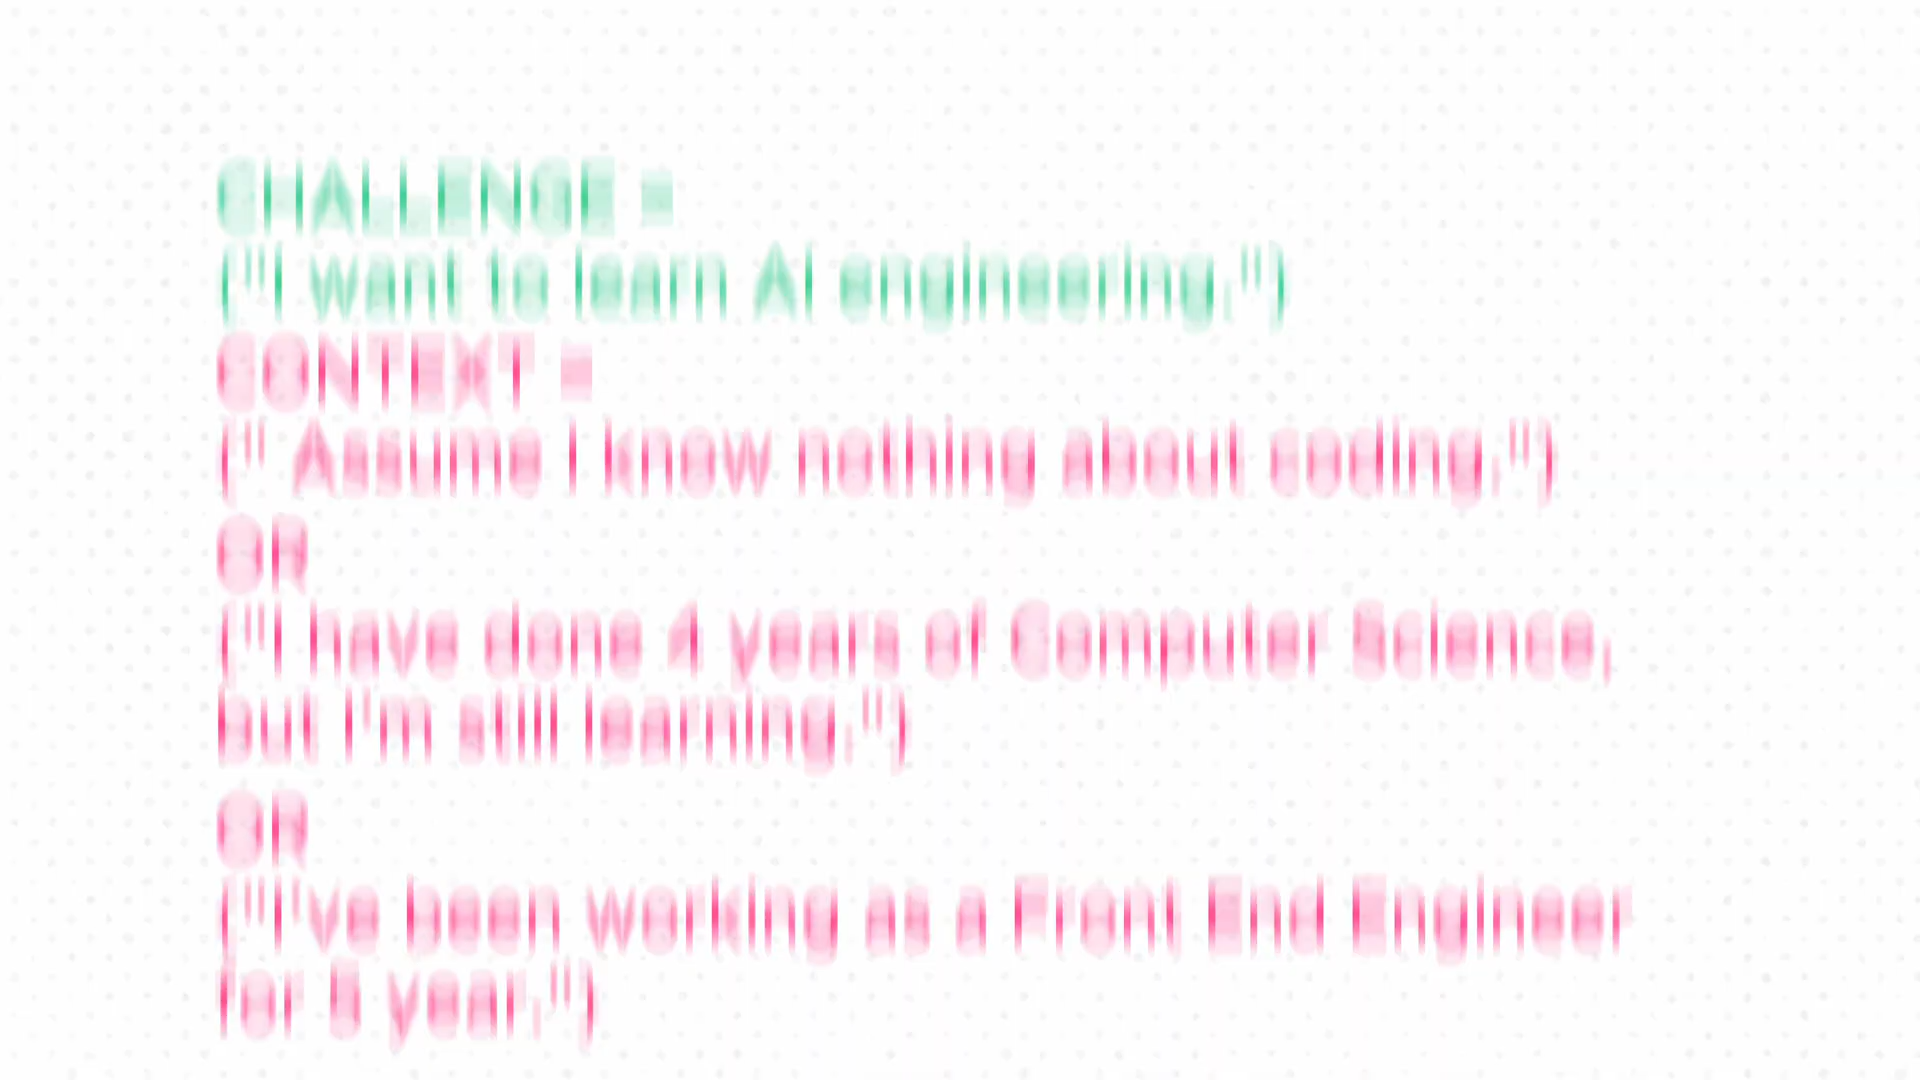 CHALLENGE =
("I want to learn AI engineering.")
CONTEXT =
(" Assume I know nothing about coding.")
OR
("I have done 4 years of Computer Science,
but I'm still learning.")
OR
("I've been working as a Front End Engineer
for 5 year.")